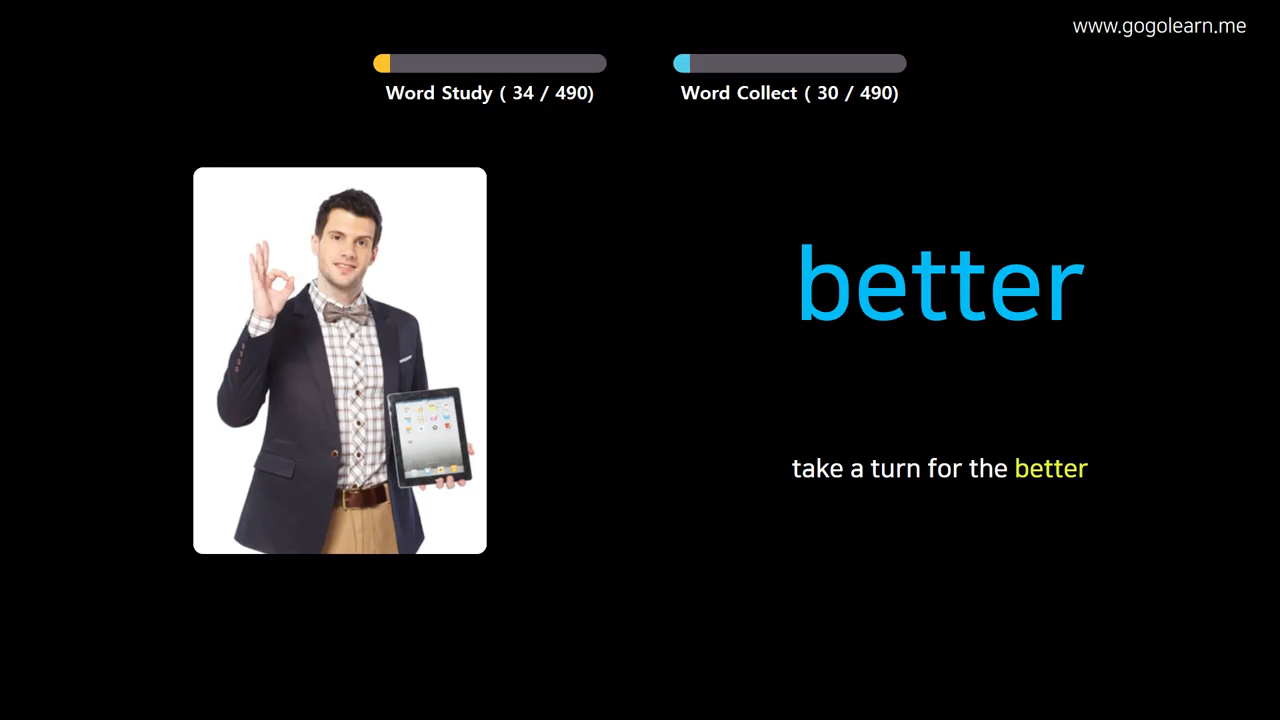 www.gogolearn.me
Word Study ( 34 / 490)
Word Collect ( 30 / 490)
better
take a turn for the better